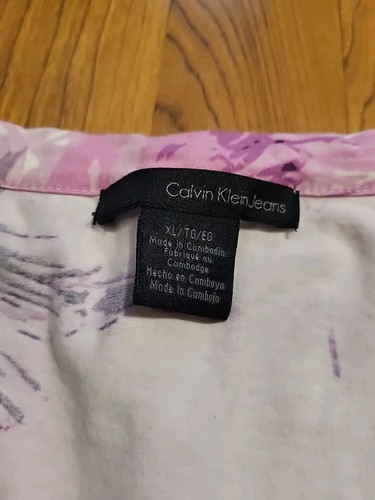 Calvin Klein Jeans
XL/TG/EG
Made in Cambodia
Fabriqué au
Cambodge
Hecho en Camboya
Made in Camboja